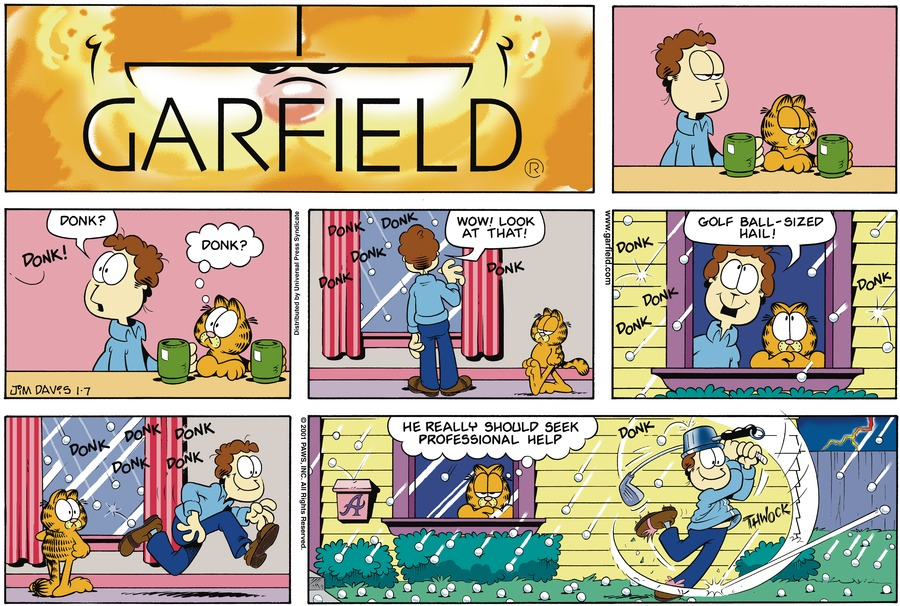 GARFIELD
®
DONK!
DONK?
DONK?
JIM DAVIS 1·7
Distributed by Universal Press Syndicate
DONK
DONK
DONK
DONK
WOW! LOOK
AT THAT!
DONK
www.garfield.com
GOLF BALL-SIZED
HAIL!
DONK
DONK
DONK
DONK
DONK
DONK
DONK
DONK
DONK
© 2001 PAWS, INC. All Rights Reserved.
HE REALLY SHOULD SEEK
PROFESSIONAL HELP
A
DONK
THWOCK